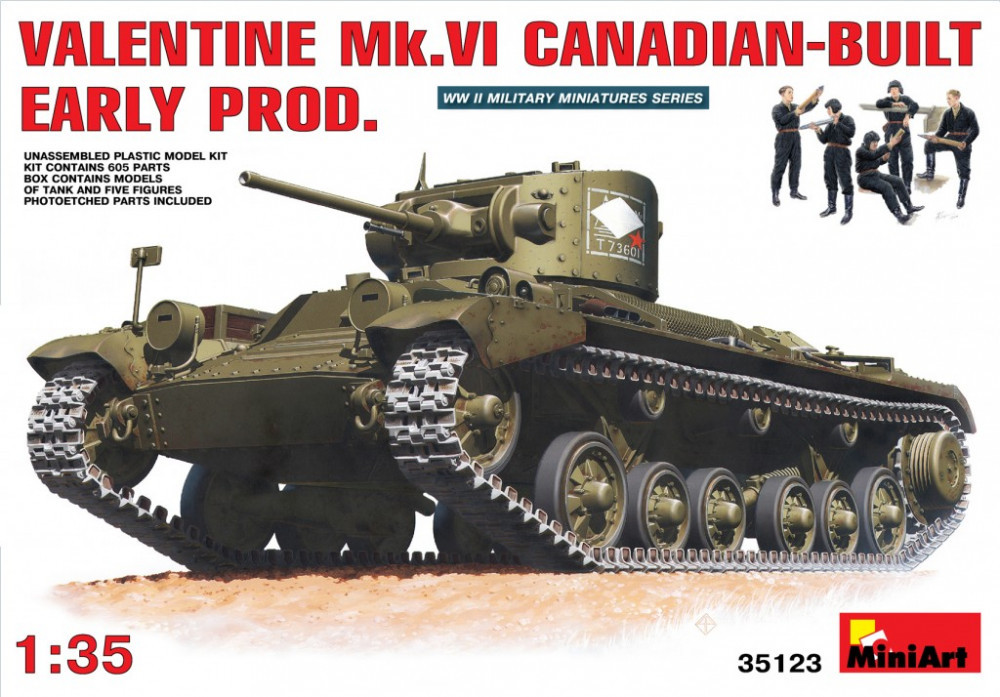 VALENTINE Mk.VI CANADIAN-BUILT
EARLY PROD.
WW II MILITARY MINIATURES SERIES
UNASSEMBLED PLASTIC MODEL KIT
KIT CONTAINS 605 PARTS
BOX CONTAINS MODELS
OF TANK AND FIVE FIGURES
PHOTOETCHED PARTS INCLUDED
T73601
1:35
35123
MiniArt